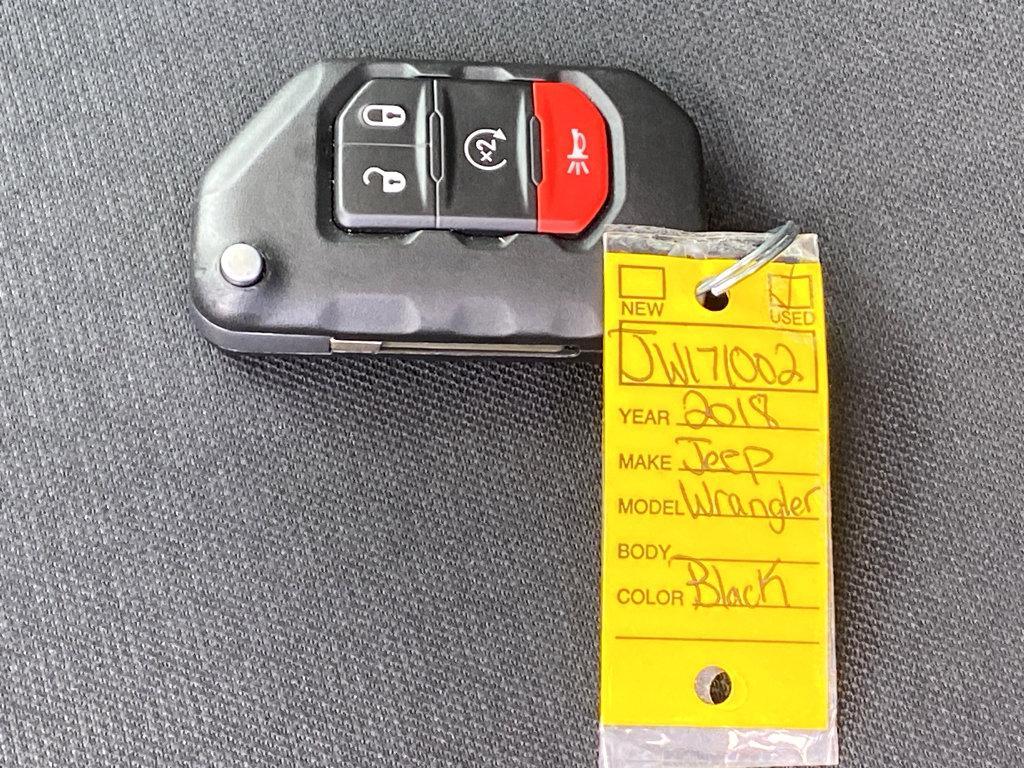 x2
NEW USED
JW171002
YEAR 2018
MAKE Jeep
MODEL Wrangler
BODY
COLOR Black